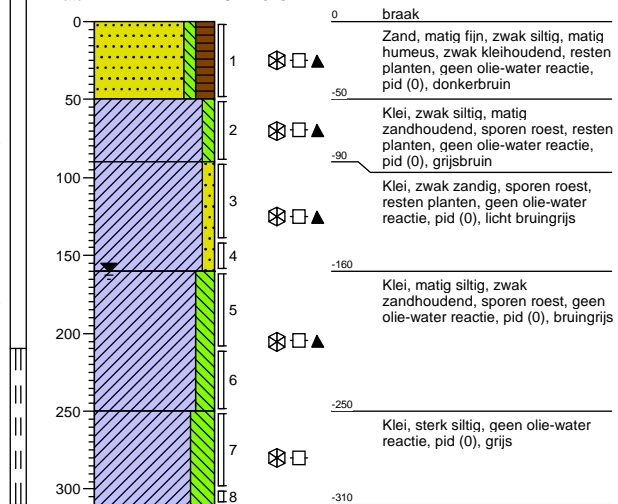 0
50
100
150
200
250
300
1
2
3
4
5
6
7
8
0 braak
Zand, matig fijn, zwak siltig, matig
humeus, zwak kleihoudend, resten
planten, geen olie-water reactie,
pid (0), donkerbruin
-50
Klei, zwak siltig, matig
zandhoudend, sporen roest, resten
planten, geen olie-water reactie,
pid (0), grijsbruin
-90
Klei, zwak zandig, sporen roest,
resten planten, geen olie-water
reactie, pid (0), licht bruingrijs
-160
Klei, matig siltig, zwak
zandhoudend, sporen roest, geen
olie-water reactie, pid (0), bruingrijs
-250
Klei, sterk siltig, geen olie-water
reactie, pid (0), grijs
-310